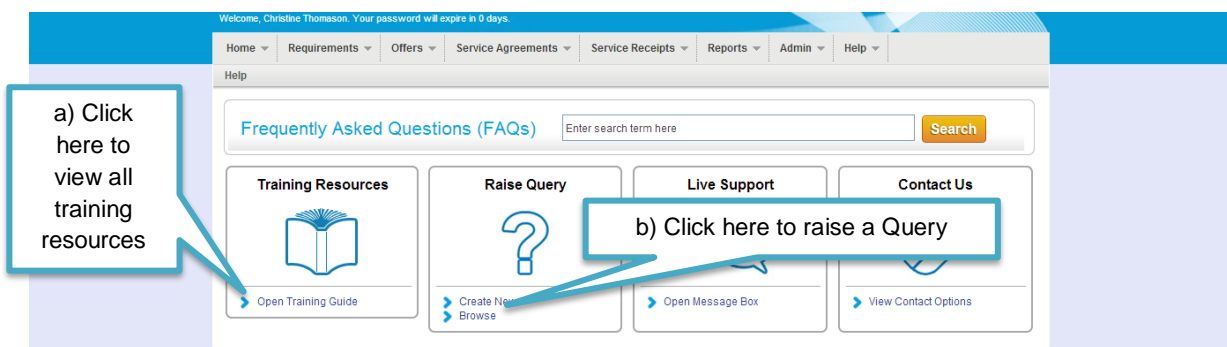 Welcome, Christine Thomason. Your password will expire in 0 days.
Home Requirements Offers Service Agreements Service Receipts Reports Admin Help
Help
a) Click
here to
view all
training
resources
Frequently Asked Questions (FAQs) Enter search term here Search
Training Resources Raise Query Live Support Contact Us
b) Click here to raise a Query
Open Training Guide Create New Open Message Box View Contact Options
Browse